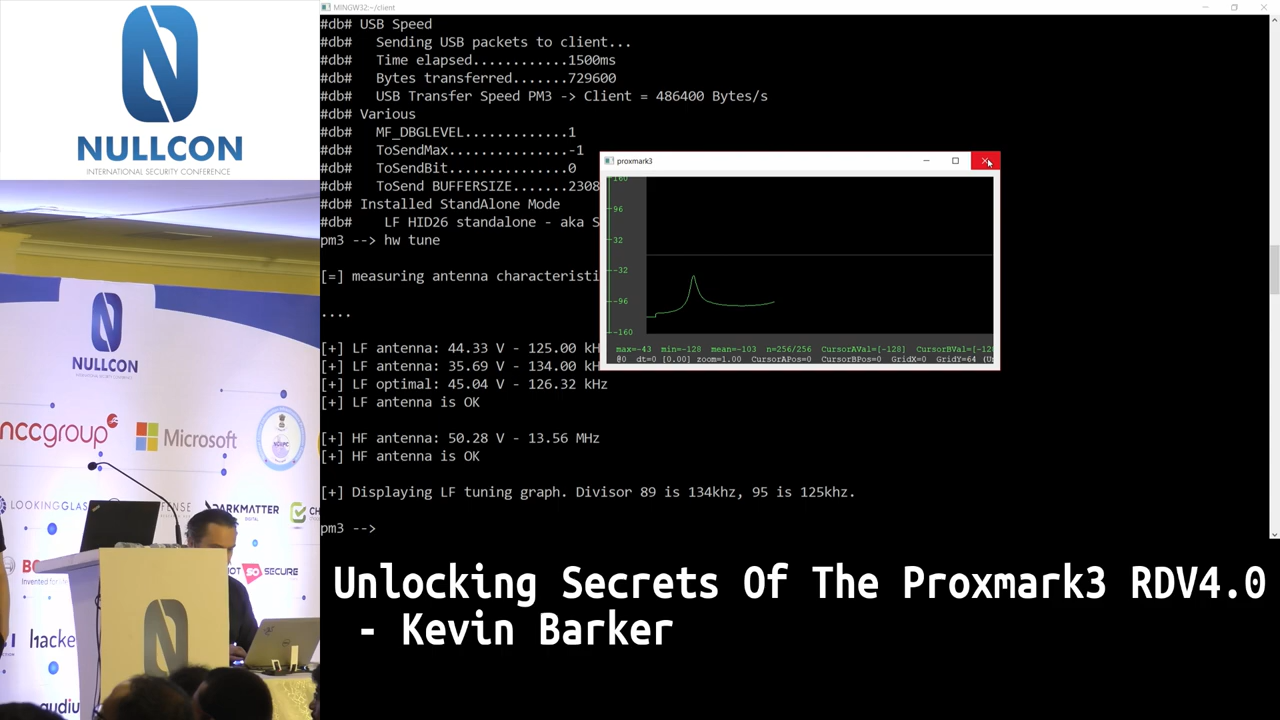 NULLCON
INTERNATIONAL SECURITY CONFERENCE
NULLCON
INTERNATIONAL SECURITY CONFERENCE
nccgroup
Microsoft
LOOKINGGLAS
DARKMATTER
SECURE
hacke
MINGW32:~/client
#db# USB Speed
#db#   Sending USB packets to client...
#db#   Time elapsed............1500ms
#db#   Bytes transferred.......729600
#db#   USB Transfer Speed PM3 -> Client = 486400 Bytes/s
#db# Various
#db#   MF_DBGLEVEL.............1
#db#   ToSendMax...............-1
#db#   ToSendBit...............0
#db#   ToSend BUFFERSIZE.......2308
#db# Installed StandAlone Mode
#db#    LF HID26 standalone - aka S
pm3 --> hw tune
[=] measuring antenna characteristi
....
[+] LF antenna: 44.33 V - 125.00 kH
[+] LF antenna: 35.69 V - 134.00 kH
[+] LF optimal: 45.04 V - 126.32 kHz
[+] LF antenna is OK
[+] HF antenna: 50.28 V - 13.56 MHz
[+] HF antenna is OK
[+] Displaying LF tuning graph. Divisor 89 is 134khz, 95 is 125khz.
pm3 -->
proxmark3
160
96
32
-32
-96
-160
max=-43 min=-128 mean=-103 n=256/256 CursorAVal=[-128] CursorBVal=[-128
@0 dt=0 [0.00] zoom=1.00 CursorAPos=0 CursorBPos=0 GridX=0 GridY=64 (Un
Unlocking Secrets Of The Proxmark3 RDV4.0
- Kevin Barker